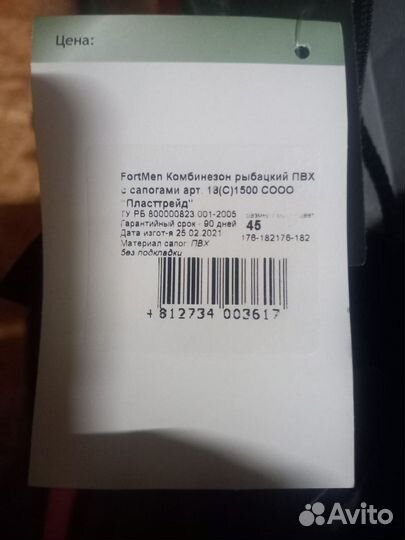 Цена:
FortMen Комбинезон рыбацкий ПВХ
с сапогами арт. 18(С)1500 СООО
"Пласттрейд"
ТУ РБ 800000823.001-2005
Гарантийный срок - 90 дней 45
Дата изгот-я 25.02.2021 176-182176-182
Материал сапог: ПВХ
без подкладки
4 812734 003617
Avito